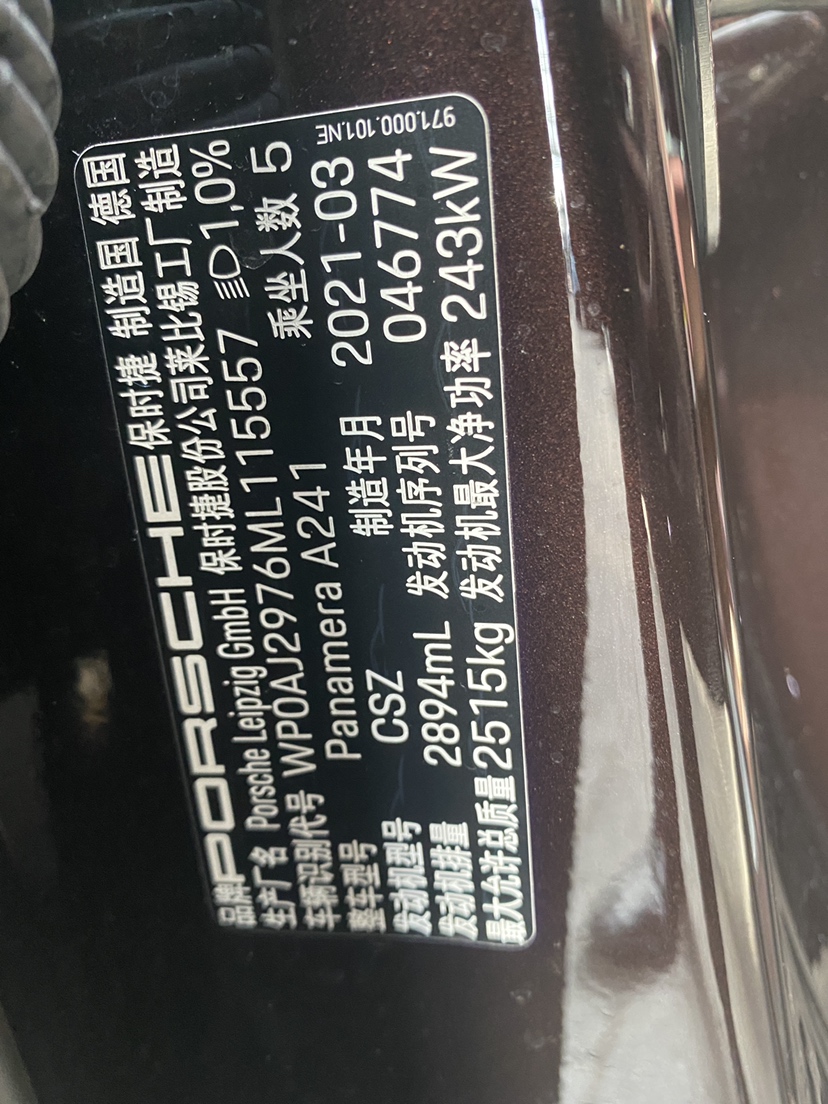 971.000.101.NE
品牌 PORSCHE 保时捷 制造国 德国
生产厂名 Porsche Leipzig GmbH 保时捷股份公司莱比锡工厂制造
车辆识别代号 WP0AJ2976ML115557 1,0%
整车型号 Panamera A241 乘坐人数 5
发动机型号 CSZ 制造年月 2021-03
发动机排量 2894mL 发动机序列号 046774
最大允许总质量 2515kg 发动机最大净功率 243kW